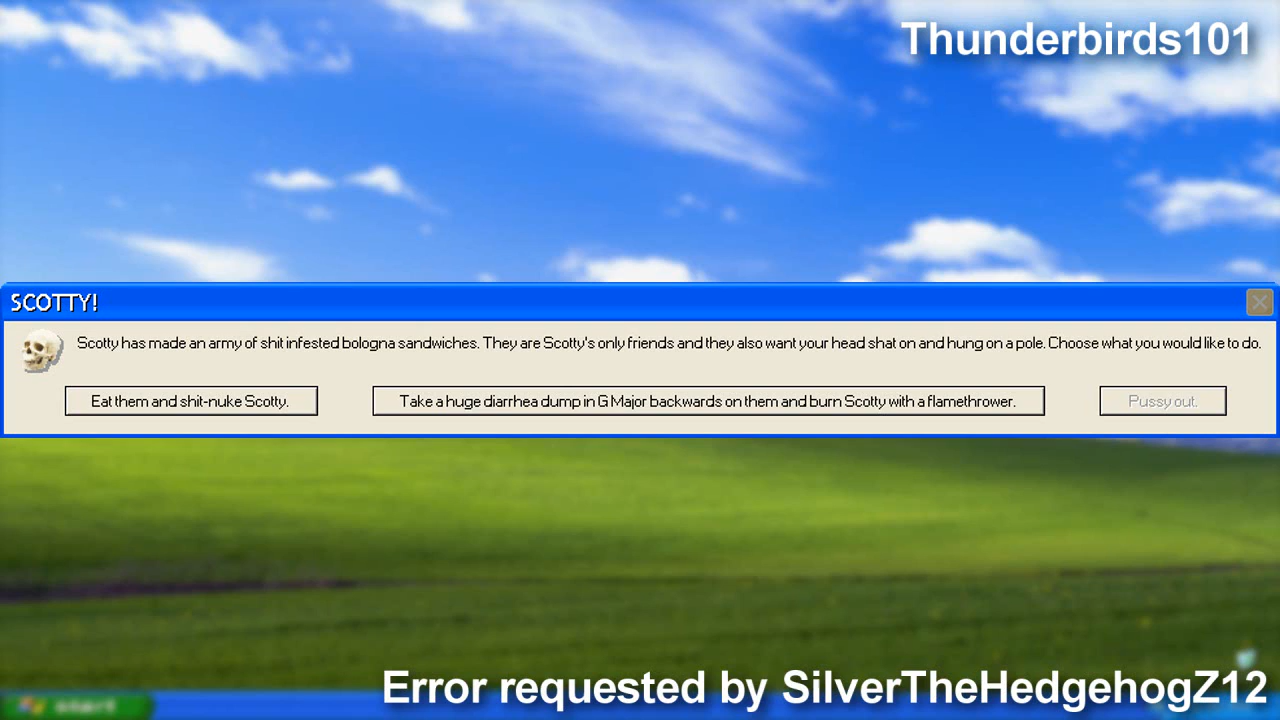 Thunderbirds101
SCOTTY!
Scotty has made an army of shit infested bologna sandwiches. They are Scotty's only friends and they also want your head shat on and hung on a pole. Choose what you would like to do.
Eat them and shit-nuke Scotty.
Take a huge diarrhea dump in G Major backwards on them and burn Scotty with a flamethrower.
Pussy out.
Error requested by SilverTheHedgehogZ12
start